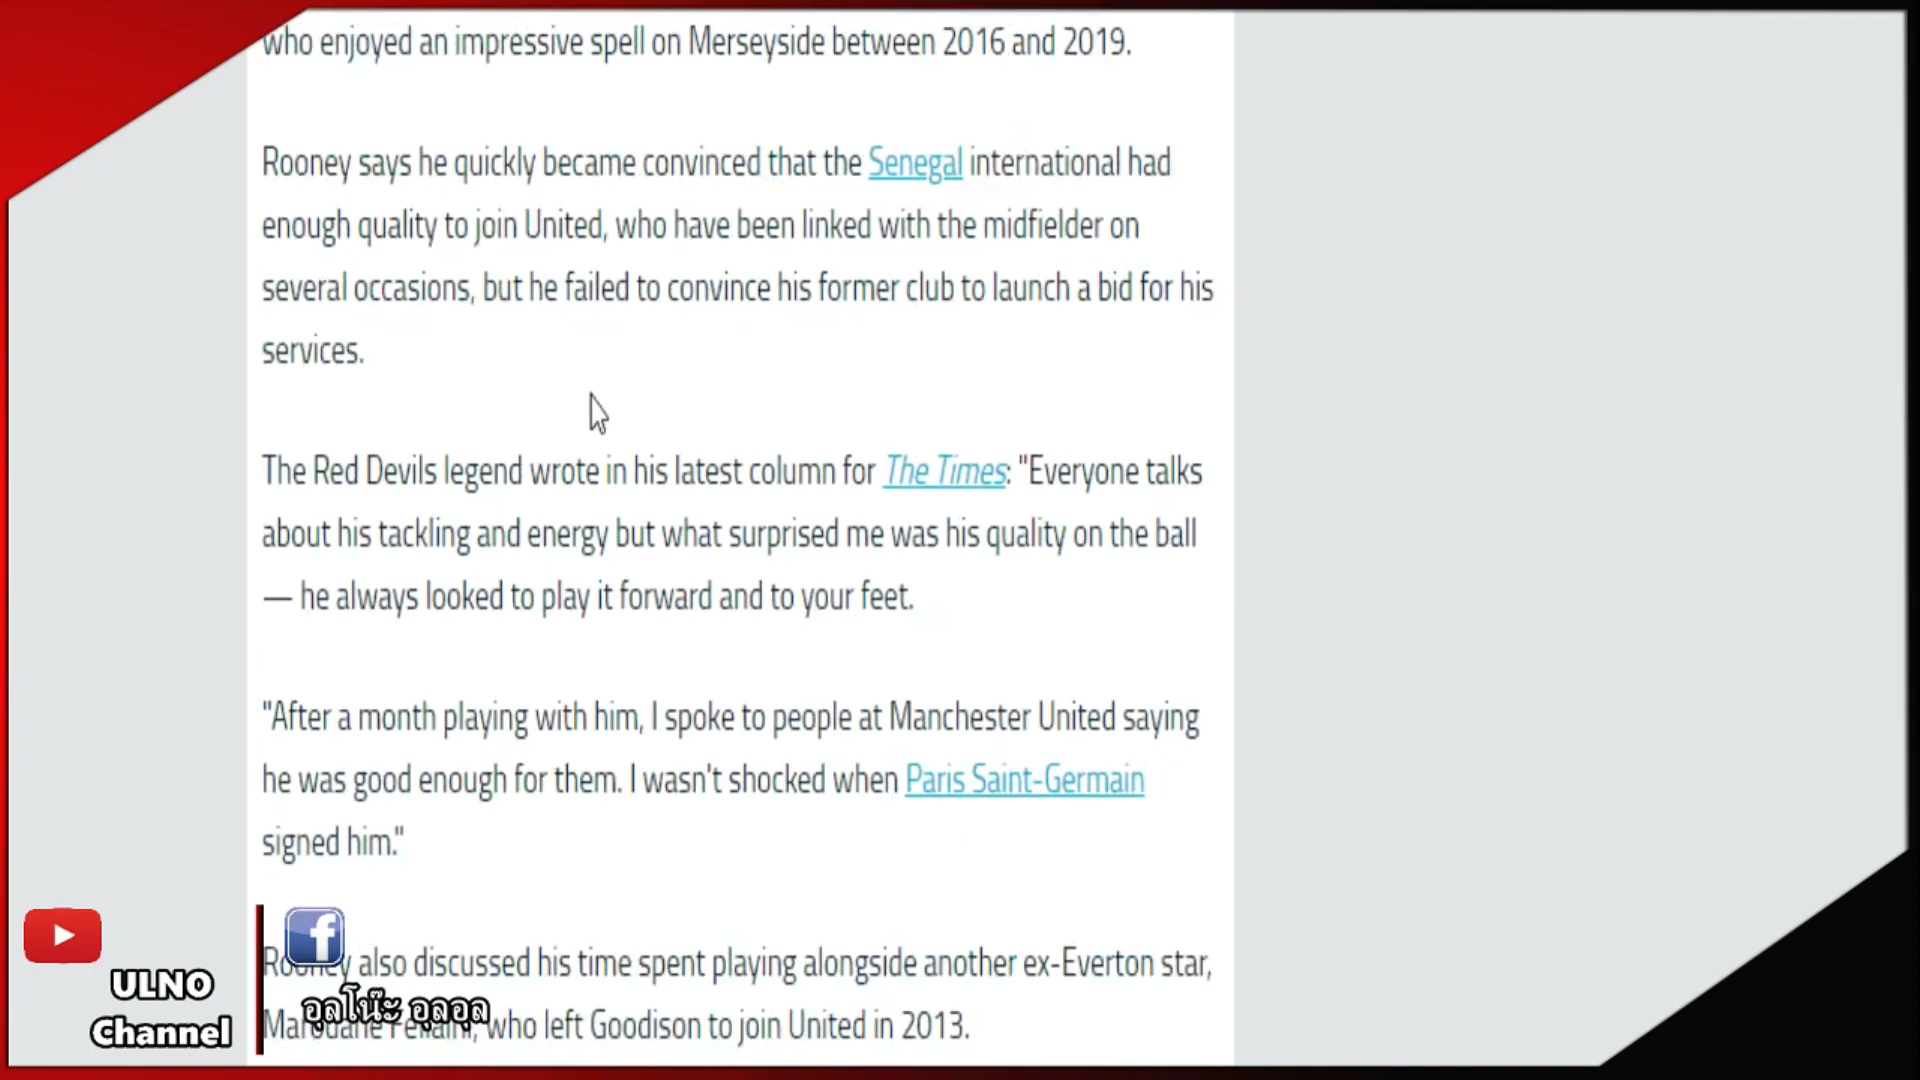 who enjoyed an impressive spell on Merseyside between 2016 and 2019.
Rooney says he quickly became convinced that the Senegal international had
enough quality to join United, who have been linked with the midfielder on
several occasions, but he failed to convince his former club to launch a bid for his
services.
The Red Devils legend wrote in his latest column for The Times: "Everyone talks
about his tackling and energy but what surprised me was his quality on the ball
— he always looked to play it forward and to your feet.
"After a month playing with him, I spoke to people at Manchester United saying
he was good enough for them. I wasn't shocked when Paris Saint-Germain
signed him."
Rooney also discussed his time spent playing alongside another ex-Everton star,
Marouane Fellaini, who left Goodison to join United in 2013.
ULNO
Channel
อุลโน๊ะ อุลอุล